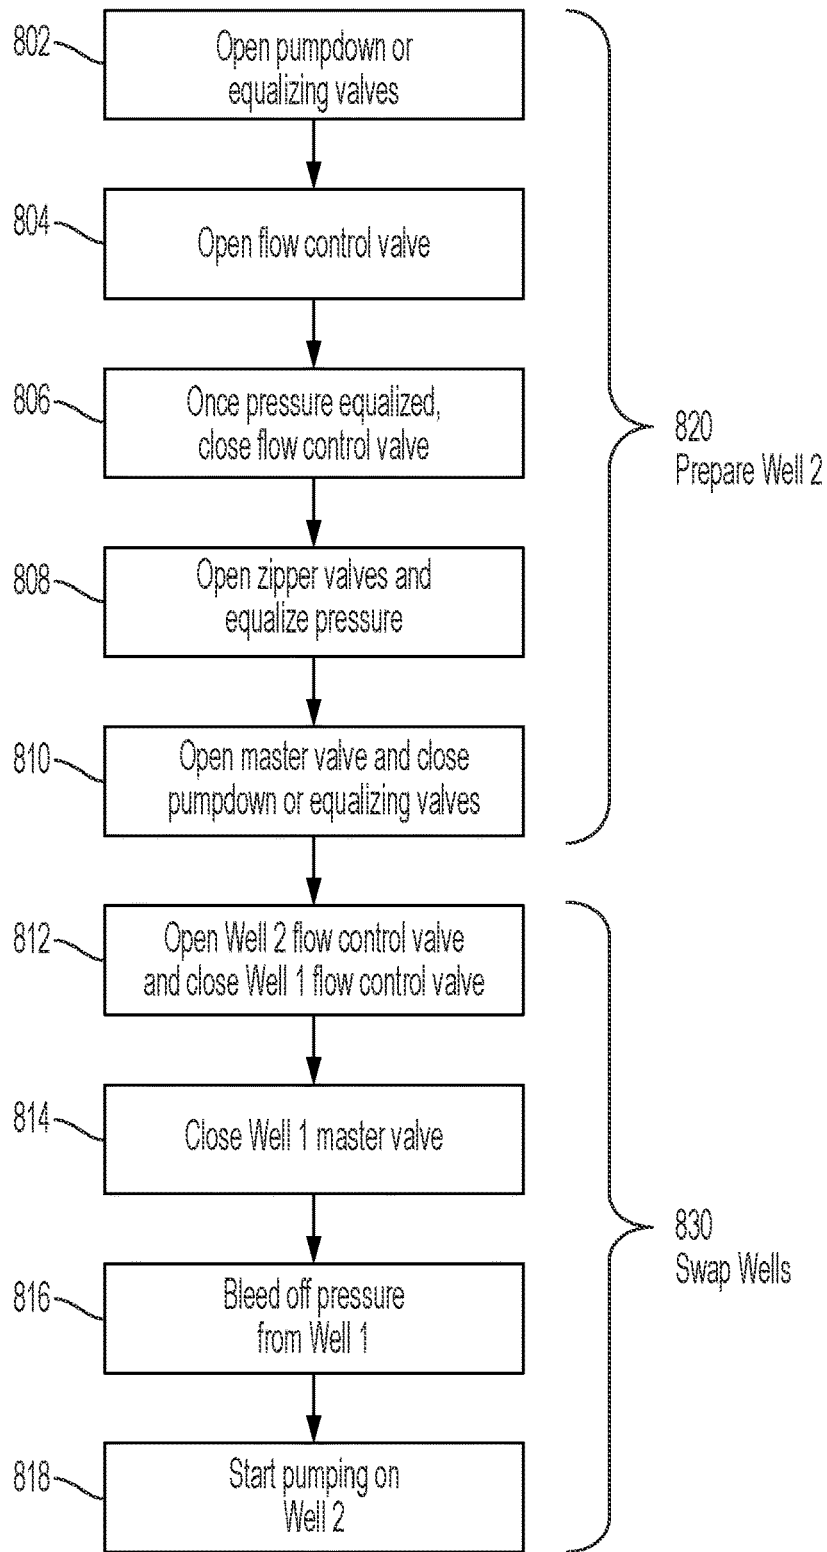 802
Open pumpdown or
equalizing valves
804
Open flow control valve
806
Once pressure equalized,
close flow control valve
808
Open zipper valves and
equalize pressure
810
Open master valve and close
pumpdown or equalizing valves
820
Prepare Well 2
812
Open Well 2 flow control valve
and close Well 1 flow control valve
814
Close Well 1 master valve
816
Bleed off pressure
from Well 1
818
Start pumping on
Well 2
830
Swap Wells